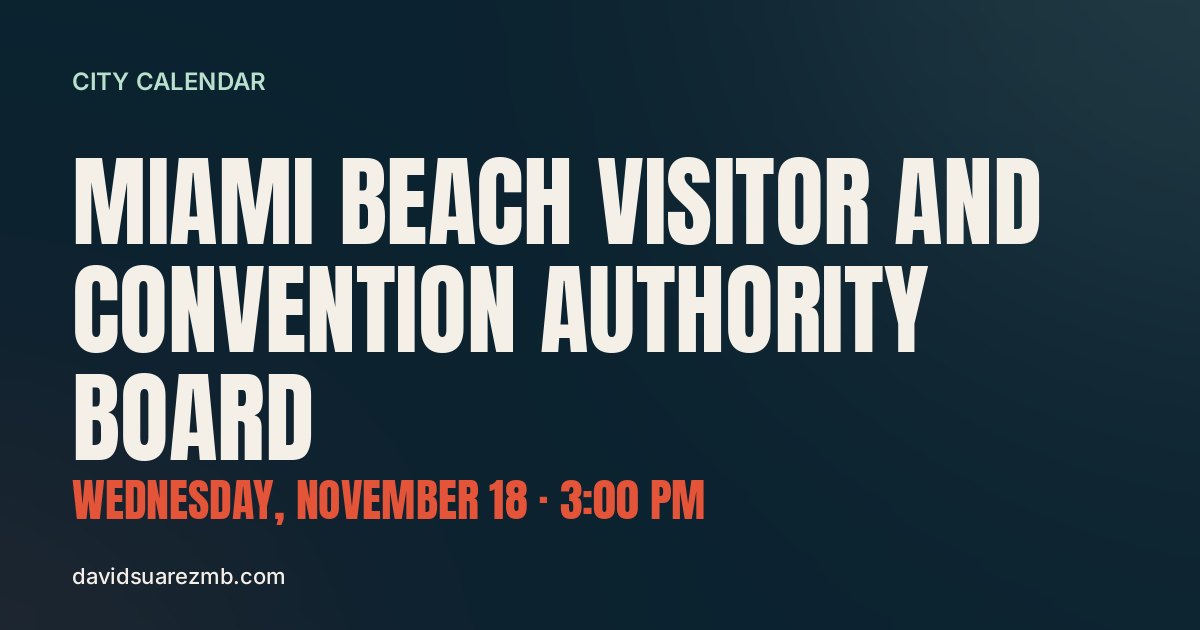 CITY CALENDAR
MIAMI BEACH VISITOR AND
CONVENTION AUTHORITY
BOARD
WEDNESDAY, NOVEMBER 18 · 3:00 PM
davidsuarezmb.com